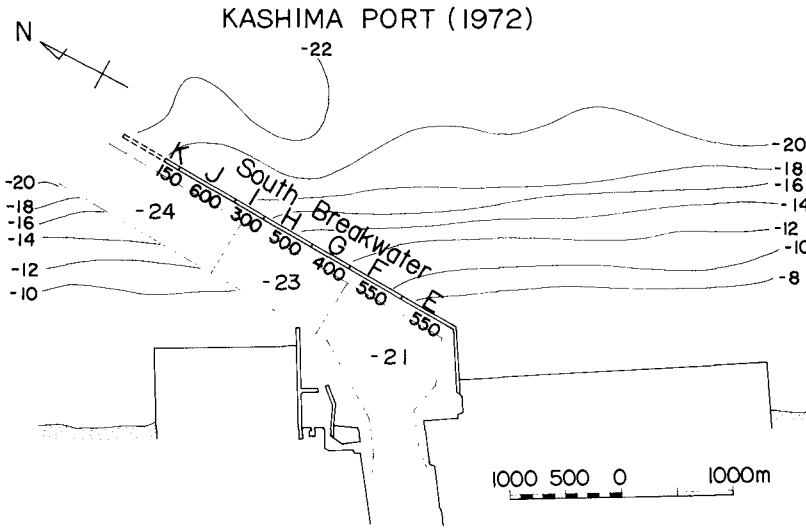 KASHIMA PORT (1972)
N
-22
-20
-18
-16
-14
-12
-10
-8
South Breakwater
K J I H G F E
150 600 300 500 400 550 550
-20
-18
-16
-14
-12
-10
-24
-23
-21
1000 500 0 1000m